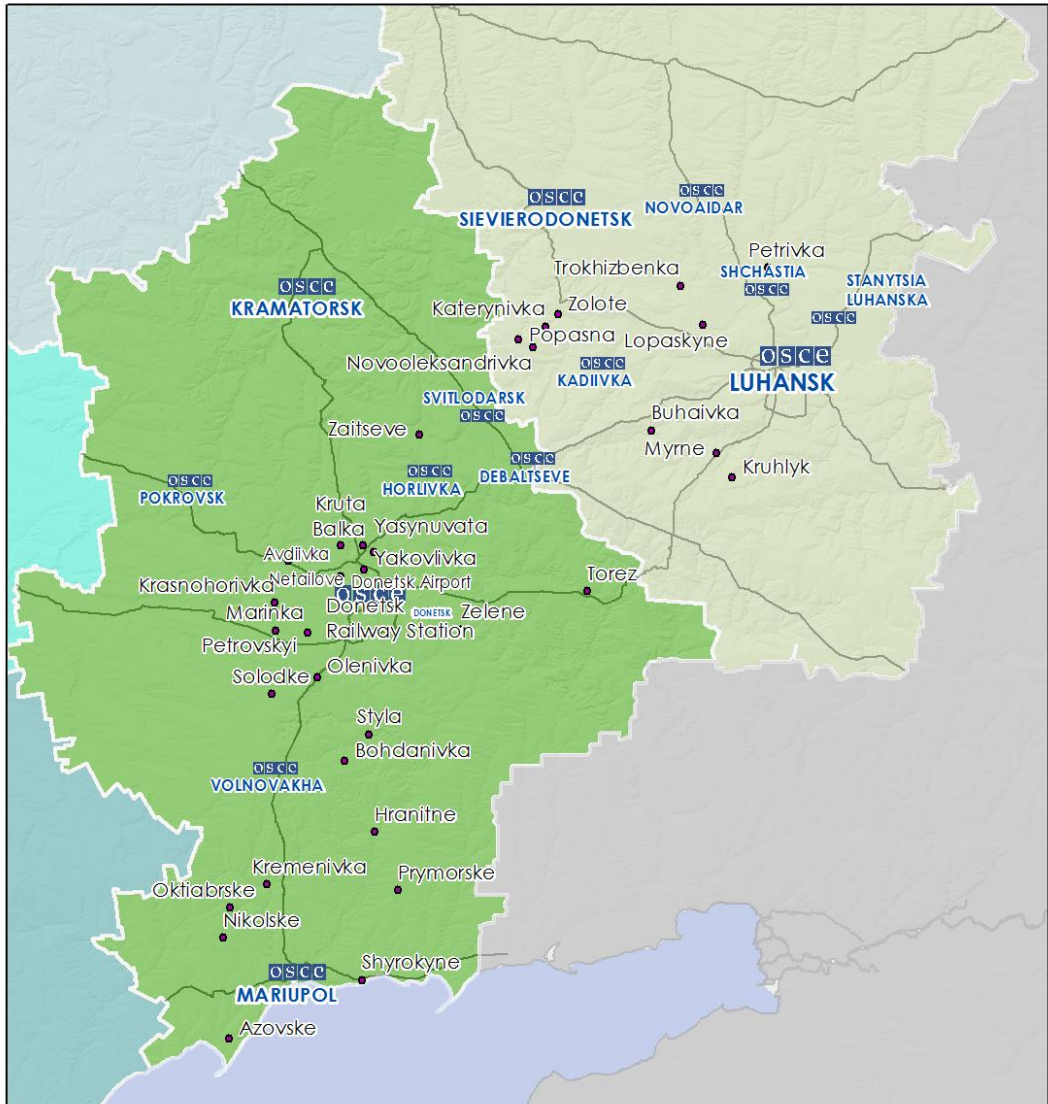 osce
NOVOAIDAR
osce
SIEVIERODONETSK
Petrivka
SHCHASTIA
osce
STANYTSIA
LUHANSKA
osce
Trokhizbenka
osce
KRAMATORSK
Katerynivka
Zolote
Popasna
Lopaskyne
Novooleksandrivka
osce
KADIIVKA
osce
LUHANSK
SVITLODARSK
osce
Buhaivka
Zaitseve
Myrne
Kruhlyk
osce
DEBALTSEVE
osce
HORLIVKA
osce
POKROVSK
Kruta
Balka
Yasynuvata
Avdiivka
Yakovlivka
Netailove
Donetsk Airport
osce
Krasnohorivka
Torez
Marinka
Donetsk
Railway Station
DONETSK
Zelene
Petrovskyi
Olenivka
Solodke
Styla
Bohdanivka
osce
VOLNOVAKHA
Hranitne
Kremenivka
Prymorske
Oktiabrske
Nikolske
Shyrokyne
osce
MARIUPOL
Azovske